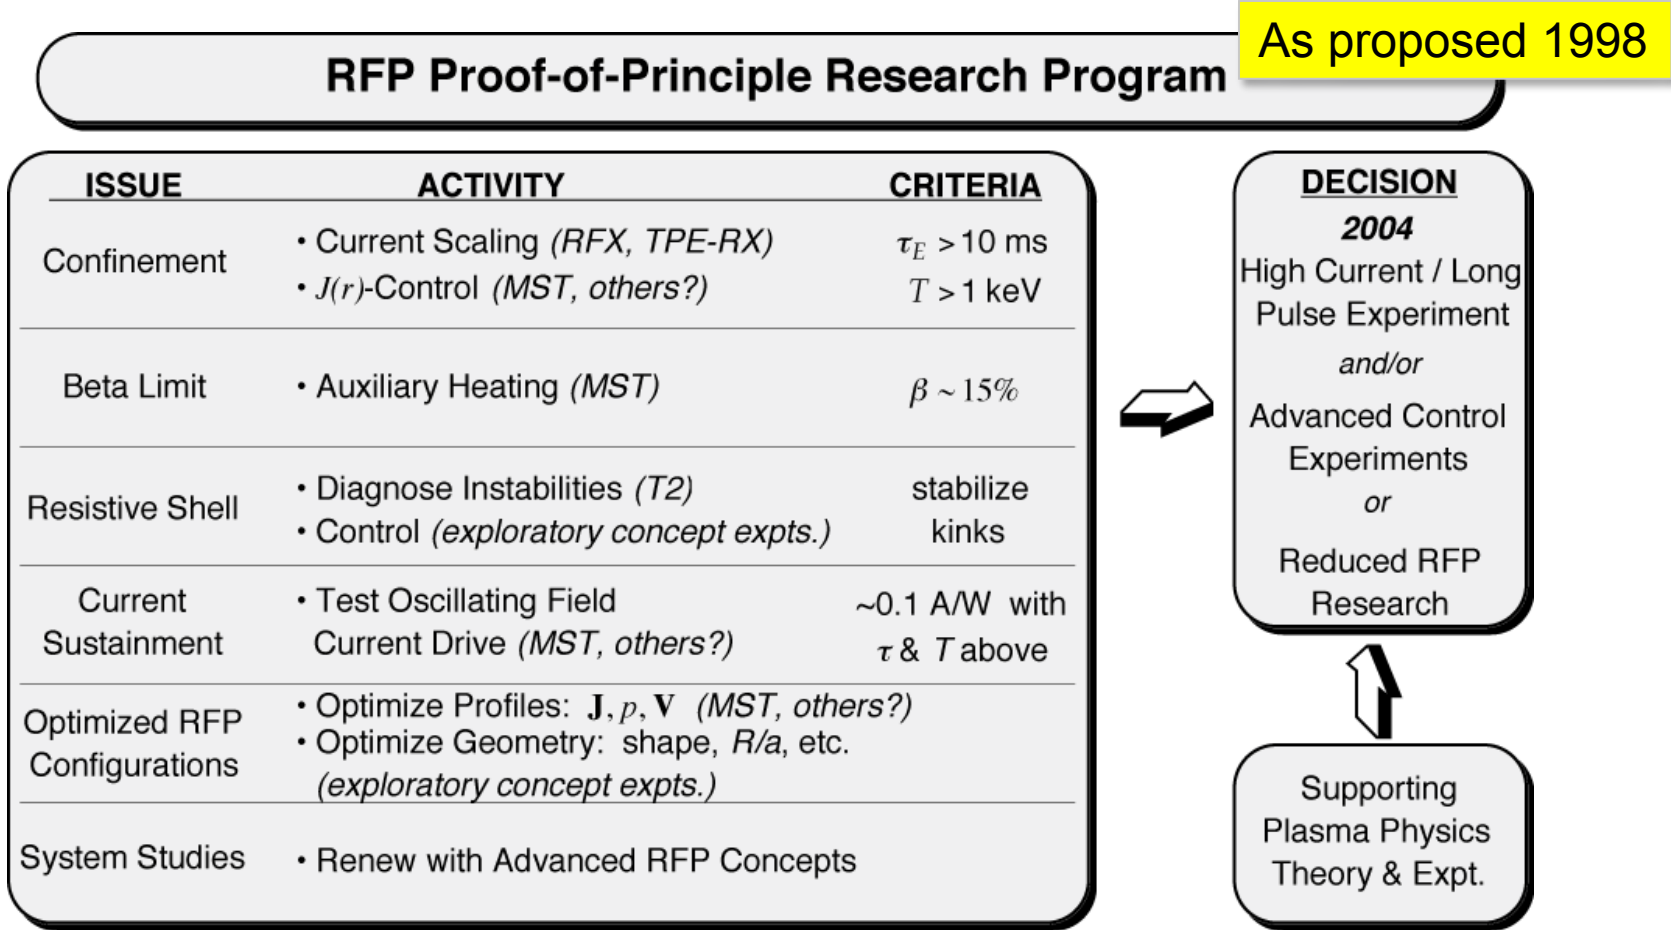 As proposed 1998
RFP Proof-of-Principle Research Program
ISSUE ACTIVITY CRITERIA
Confinement
• Current Scaling (RFX, TPE-RX)
• J(r)-Control (MST, others?)
τE > 10 ms
T > 1 keV
Beta Limit
• Auxiliary Heating (MST)
β ~ 15%
Resistive Shell
• Diagnose Instabilities (T2)
• Control (exploratory concept expts.)
stabilize
kinks
Current
Sustainment
• Test Oscillating Field
Current Drive (MST, others?)
~0.1 A/W with
τ & T above
Optimized RFP
Configurations
• Optimize Profiles: J, p, V (MST, others?)
• Optimize Geometry: shape, R/a, etc.
(exploratory concept expts.)
System Studies
• Renew with Advanced RFP Concepts
DECISION
2004
High Current / Long
Pulse Experiment
and/or
Advanced Control
Experiments
or
Reduced RFP
Research
Supporting
Plasma Physics
Theory & Expt.